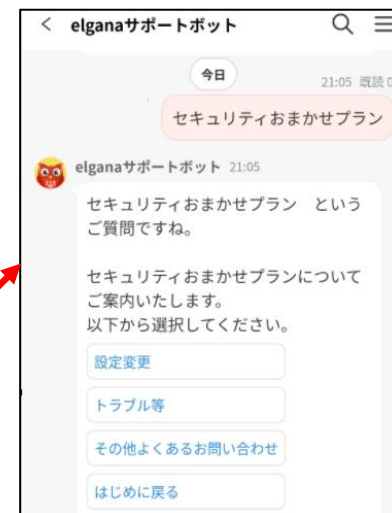 elganaサポートボット
今日
21:05 既読 0
セキュリティおまかせプラン
elganaサポートボット 21:05
セキュリティおまかせプラン という
ご質問ですね。
セキュリティおまかせプランについて
ご案内いたします。
以下から選択してください。
設定変更
トラブル等
その他よくあるお問い合わせ
はじめに戻る